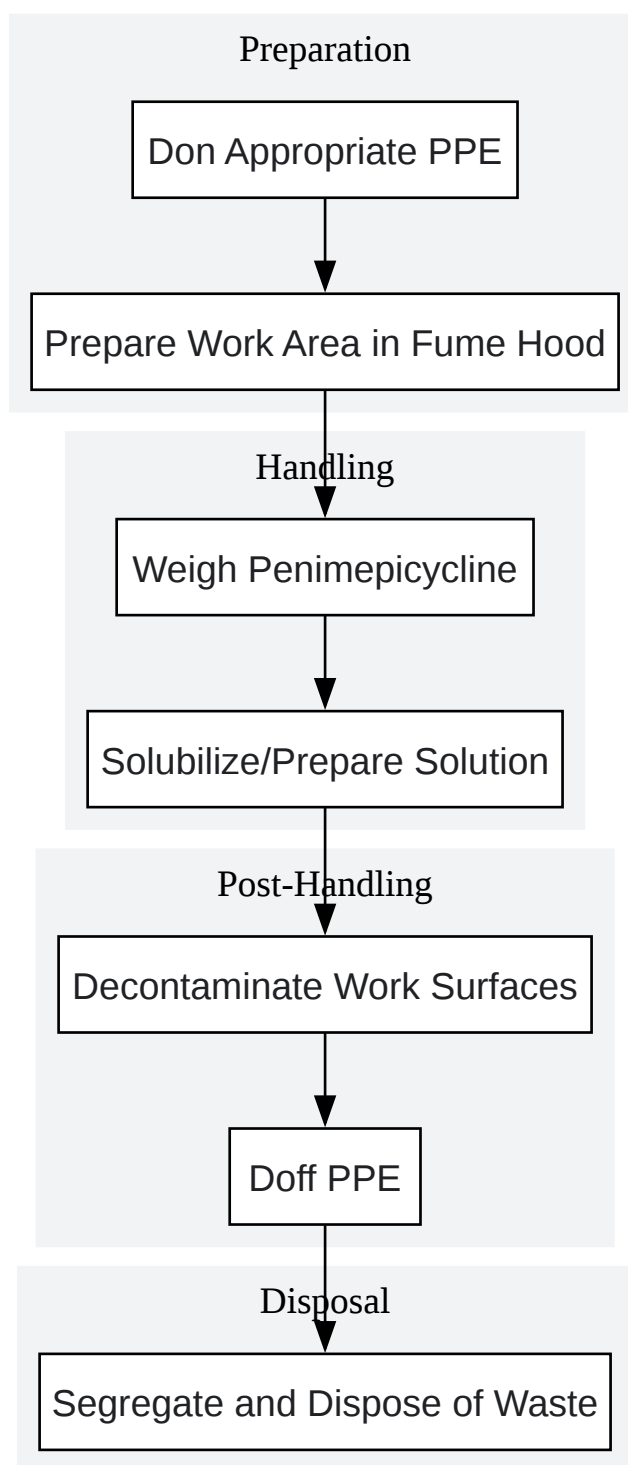 Preparation
Don Appropriate PPE
Prepare Work Area in Fume Hood
Handling
Weigh Penimepicycline
Solubilize/Prepare Solution
Post-Handling
Decontaminate Work Surfaces
Doff PPE
Disposal
Segregate and Dispose of Waste